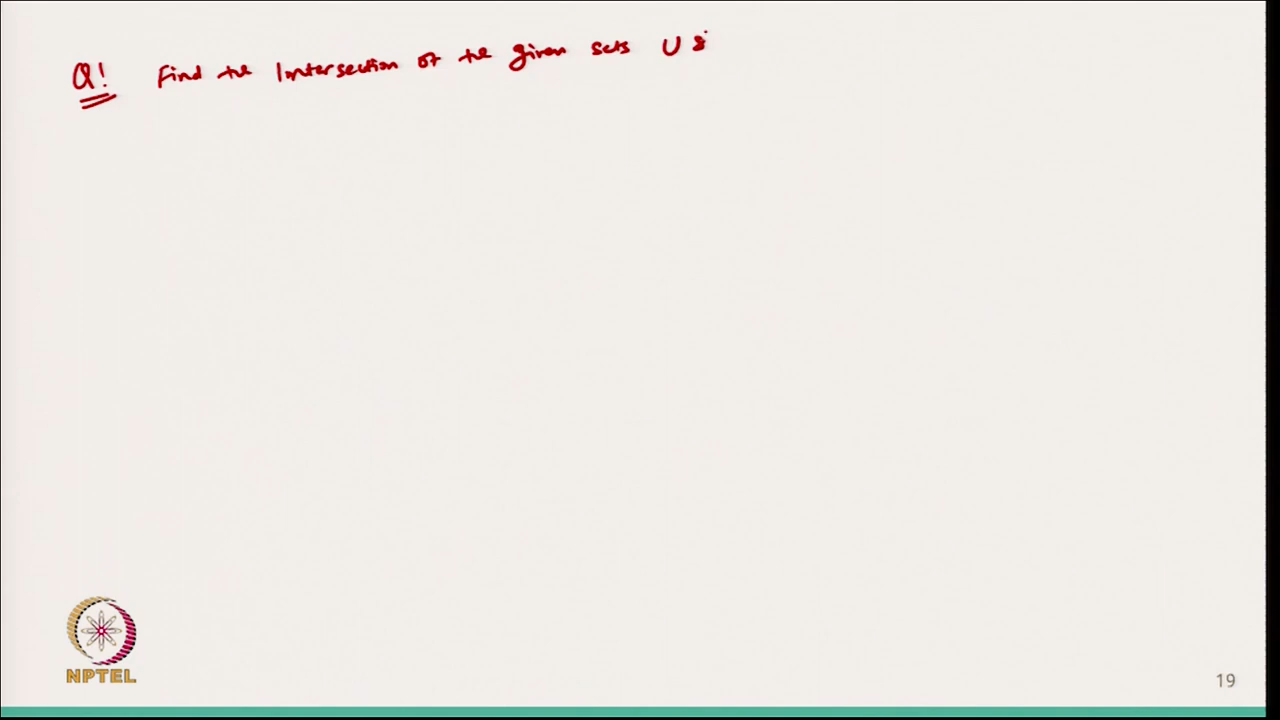 Q! Find the Intersection of the given sets U &
NPTEL
19